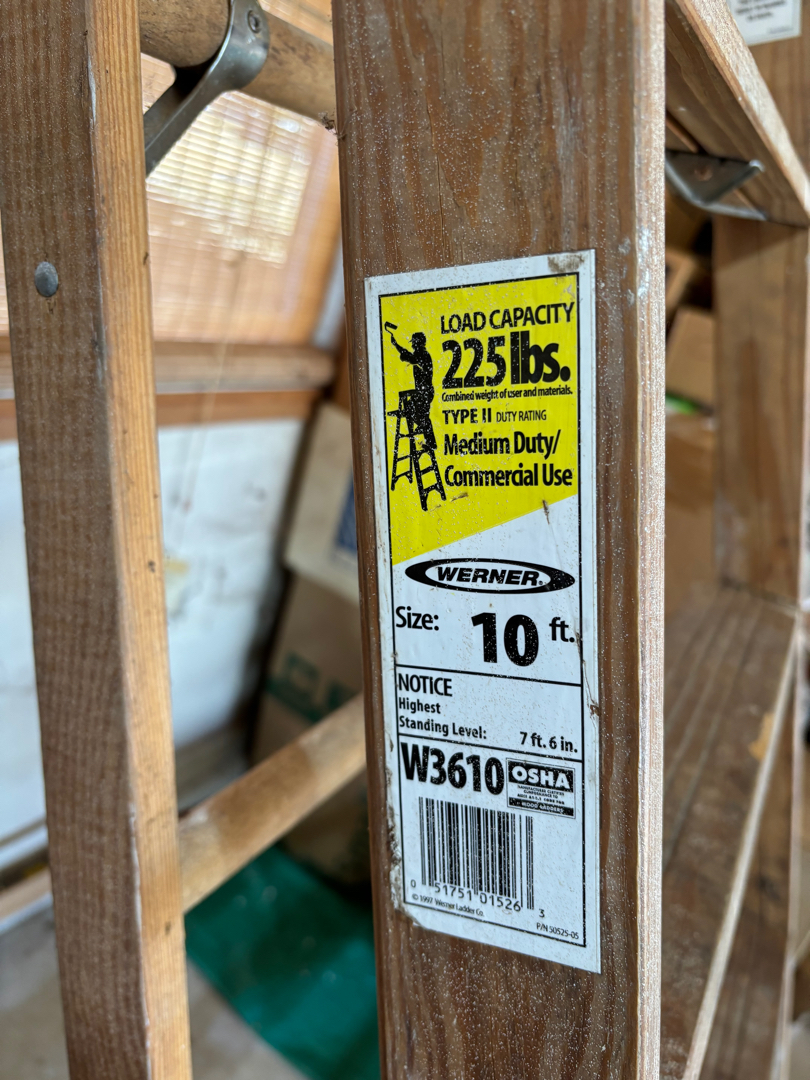 LOAD CAPACITY
225 lbs.
Combined weight of user and materials.
TYPE II DUTY RATING
Medium Duty/
Commercial Use
WERNER®
Size: 10 ft.
NOTICE
Highest
Standing Level: 7 ft. 6 in.
W3610 OSHA
WOOD LADDERS
0 51751 01526 3
© 1997 Werner Ladder Co.
P/N 50525-05